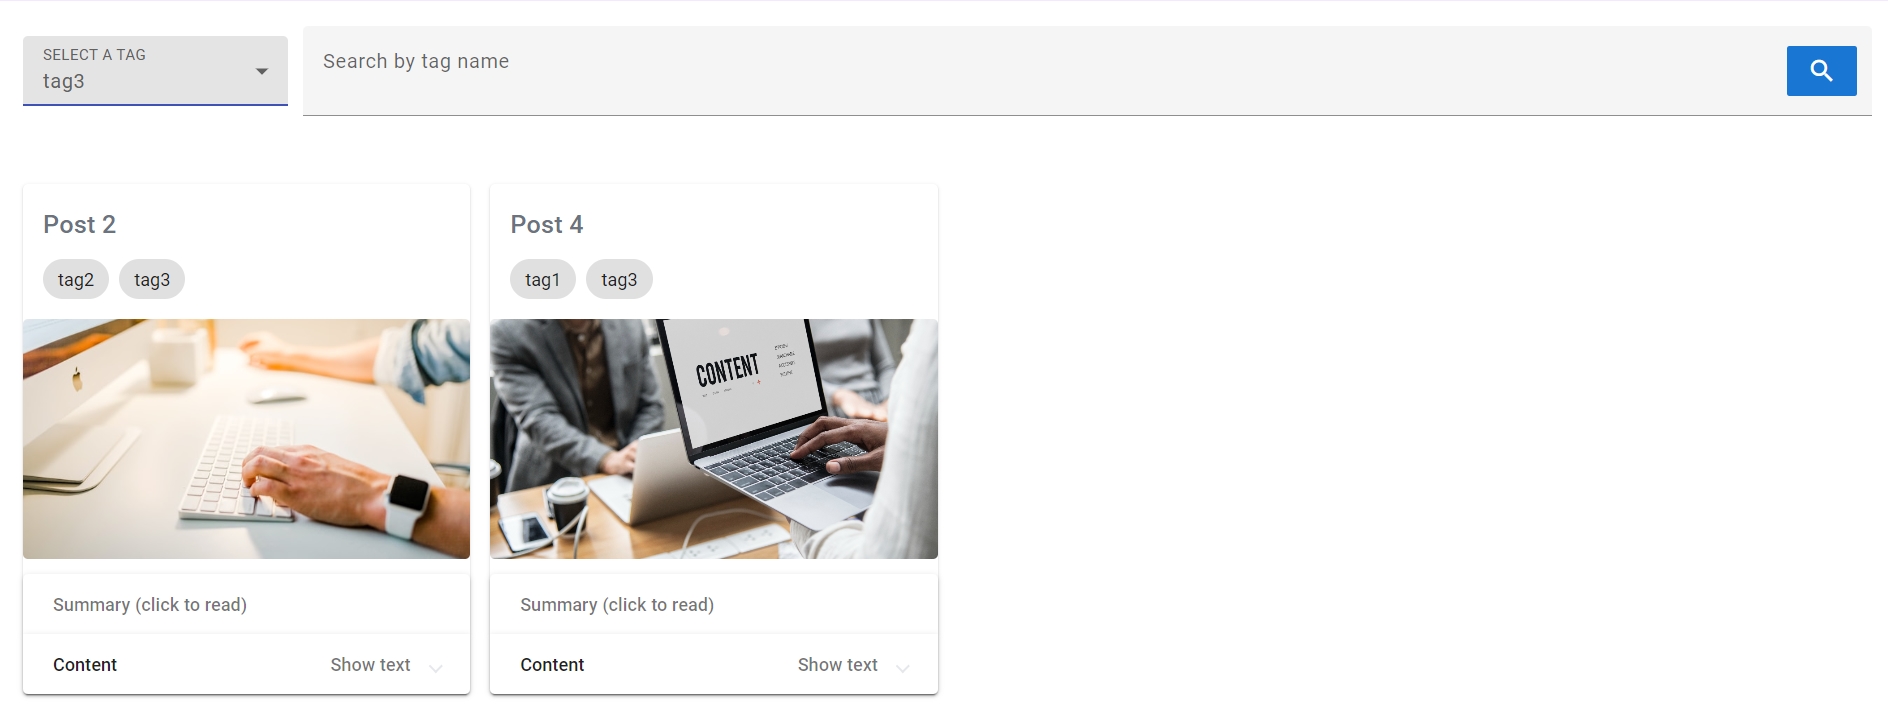 SELECT A TAG
tag3
Search by tag name
Post 2
tag2 tag3
Summary (click to read)
Content Show text
Post 4
tag1 tag3
CONTENT
Summary (click to read)
Content Show text